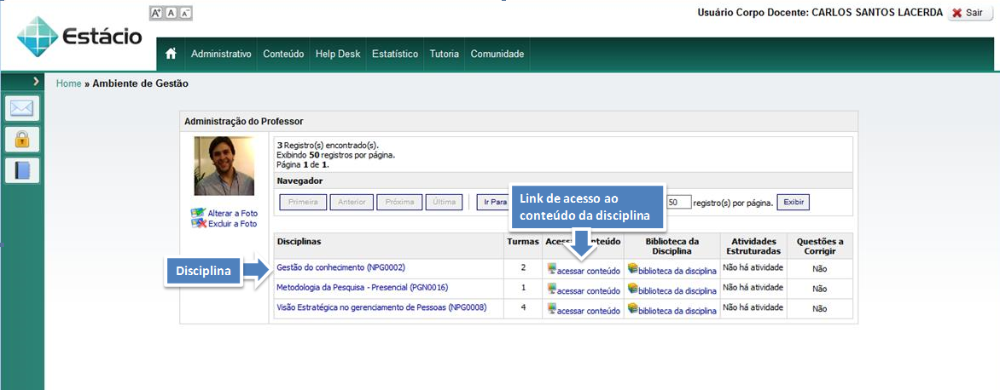 A+ A A-
Usuário Corpo Docente: CARLOS SANTOS LACERDA Sair
Estácio
Administrativo Conteúdo Help Desk Estatístico Tutoria Comunidade
Home » Ambiente de Gestão
Administração do Professor
3 Registro(s) encontrado(s).
Exibindo 50 registros por página.
Página 1 de 1.
Navegador
Primeira Anterior Próxima Última Ir Para 50 registro(s) por página. Exibir
Link de acesso ao
conteúdo da disciplina
Alterar a Foto
Excluir a Foto
Disciplinas Turmas Acessar Conteúdo Biblioteca da Disciplina Atividades Estruturadas Questões a Corrigir
Disciplina
Gestão do conhecimento (NPG0002) 2 acessar conteúdo biblioteca da disciplina Não há atividade Não
Metodologia da Pesquisa - Presencial (PGN0016) 1 acessar conteúdo biblioteca da disciplina Não há atividade Não
Visão Estratégica no gerenciamento de Pessoas (NPG0008) 4 acessar conteúdo biblioteca da disciplina Não há atividade Não